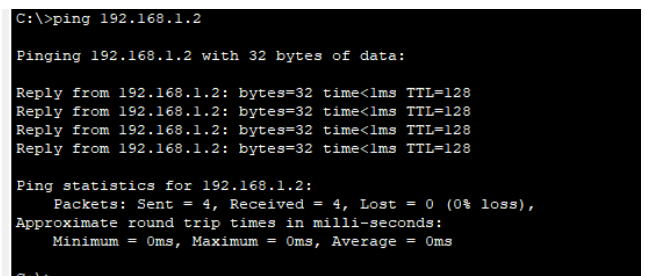 C:\>ping 192.168.1.2
Pinging 192.168.1.2 with 32 bytes of data:
Reply from 192.168.1.2: bytes=32 time<1ms TTL=128
Reply from 192.168.1.2: bytes=32 time<1ms TTL=128
Reply from 192.168.1.2: bytes=32 time<1ms TTL=128
Reply from 192.168.1.2: bytes=32 time<1ms TTL=128
Ping statistics for 192.168.1.2:
Packets: Sent = 4, Received = 4, Lost = 0 (0% loss),
Approximate round trip times in milli-seconds:
Minimum = 0ms, Maximum = 0ms, Average = 0ms